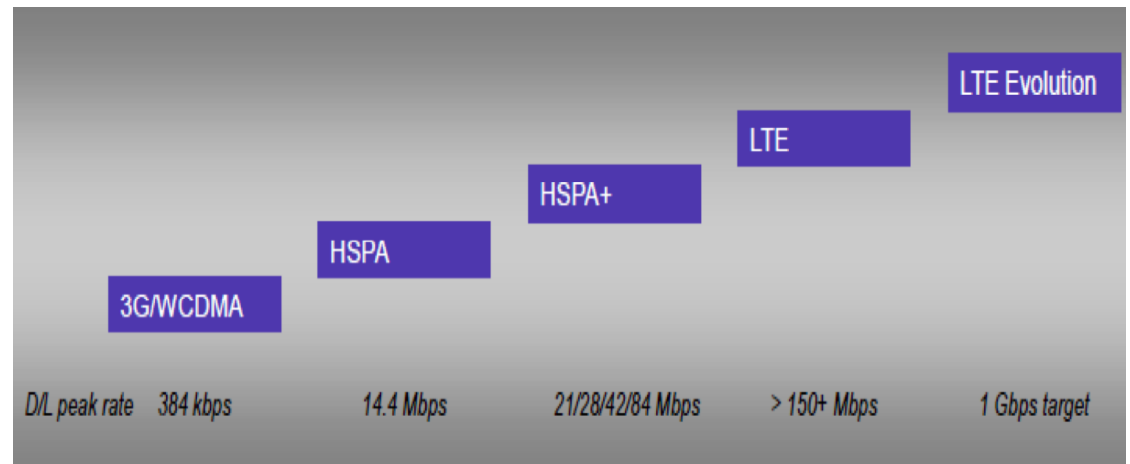 LTE Evolution
LTE
HSPA+
HSPA
3G/WCDMA
D/L peak rate 384 kbps 14.4 Mbps 21/28/42/84 Mbps > 150+ Mbps 1 Gbps target